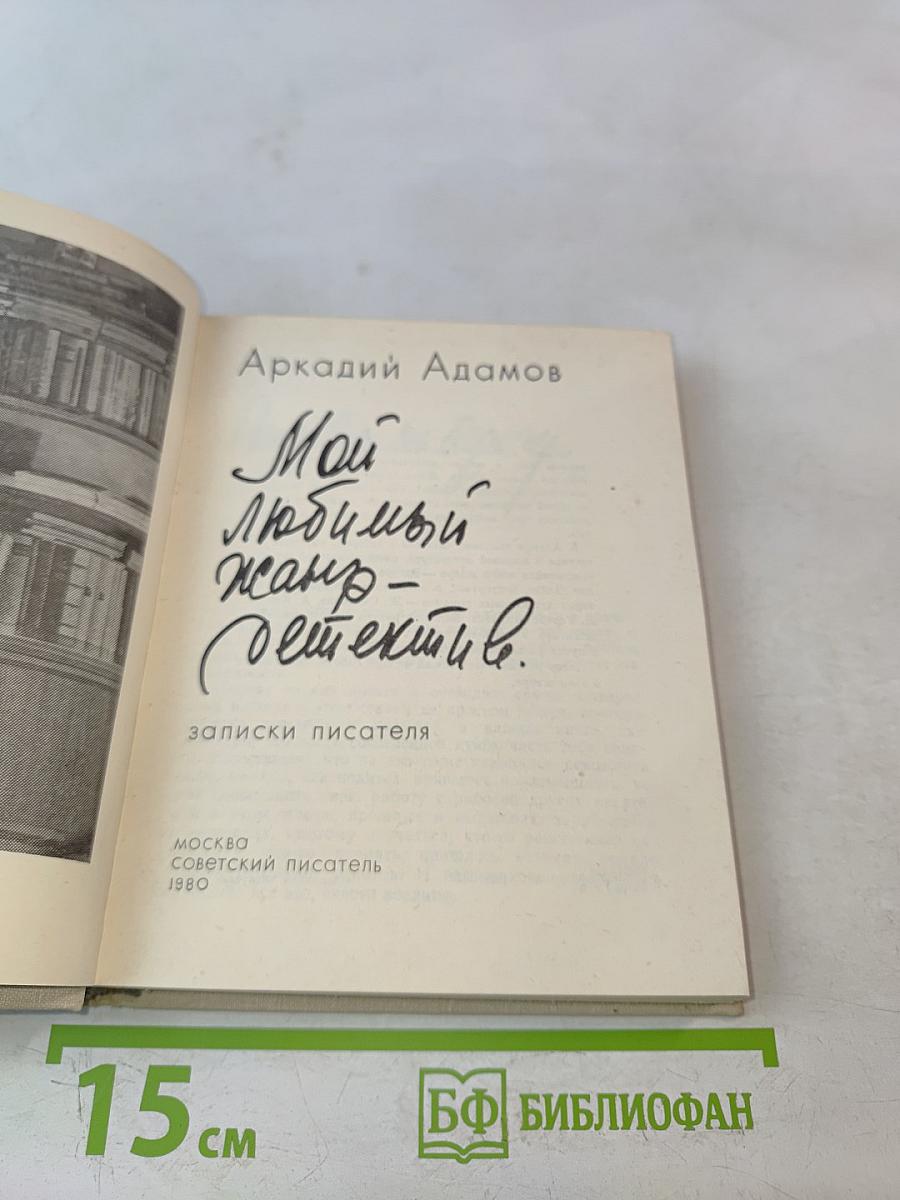 Аркадий Адамов
Мой
любимый
жанр –
детектив.
записки писателя
москва
советский писатель
1980
15 см
БФ БИБЛИОФАН